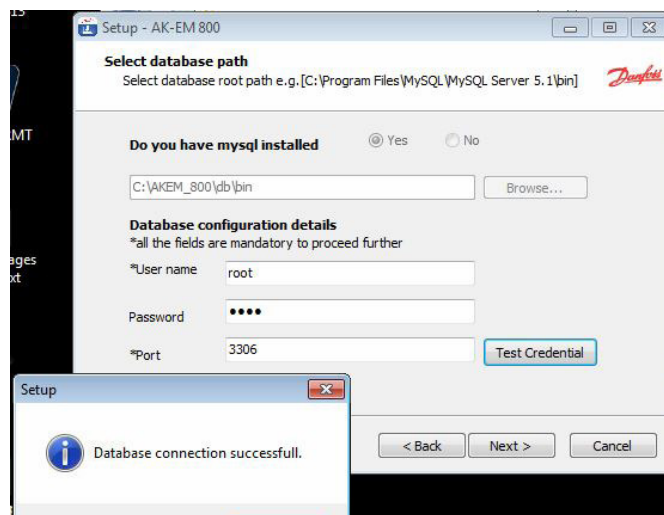 Setup - AK-EM 800
Select database path
Select database root path e.g.[C:\Program Files\MySQL\MySQL Server 5.1\bin]
Danfoss
MT
Do you have mysql installed
Yes
No
C:\AKEM_800\db\bin
Browse...
Database configuration details
*all the fields are mandatory to proceed further
ages
xt
*User name
root
Password
••••
*Port
3306
Test Credential
Setup
Database connection successfull.
< Back
Next >
Cancel